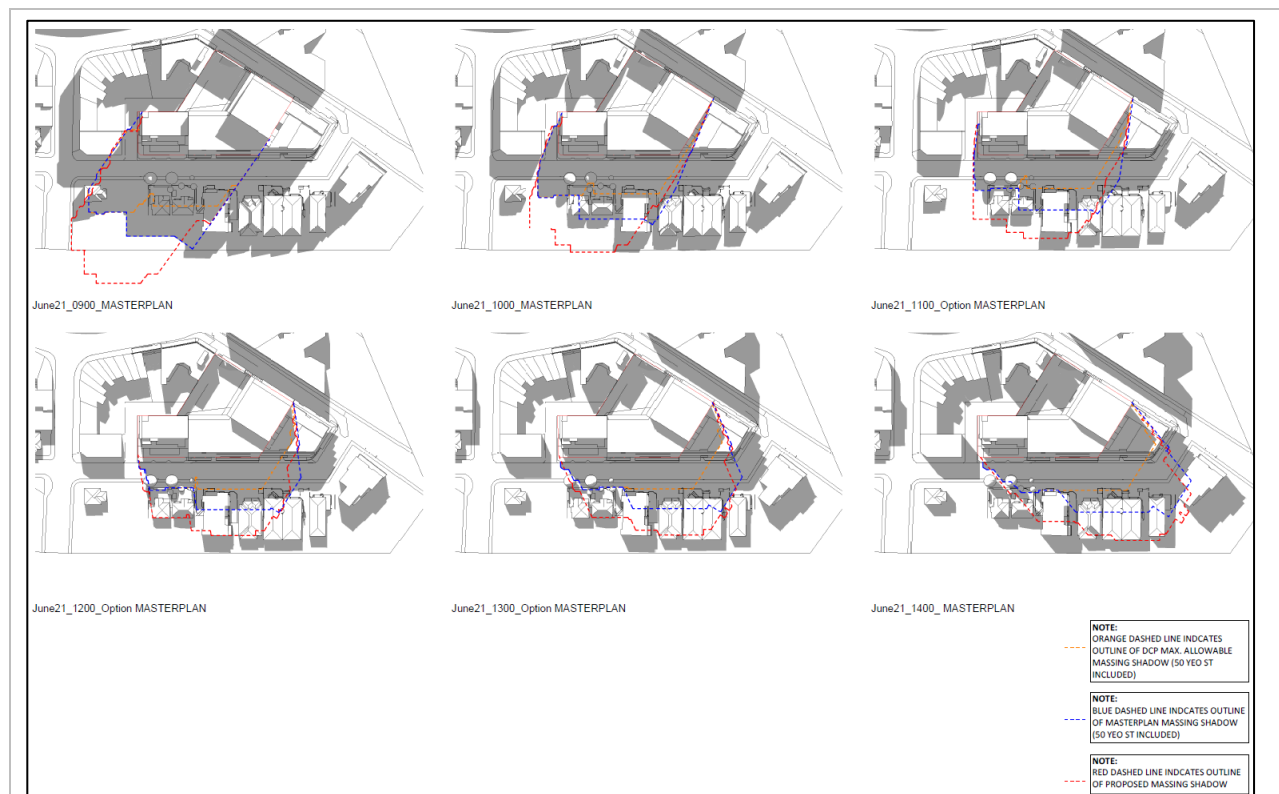 June21_0900_MASTERPLAN
June21_1000_MASTERPLAN
June21_1100_Option MASTERPLAN
June21_1200_Option MASTERPLAN
June21_1300_Option MASTERPLAN
June21_1400_ MASTERPLAN
NOTE:
ORANGE DASHED LINE INDCATES
OUTLINE OF DCP MAX. ALLOWABLE
MASSING SHADOW (50 YEO ST
INCLUDED)
NOTE:
BLUE DASHED LINE INDCATES OUTLINE
OF MASTERPLAN MASSING SHADOW
(50 YEO ST INCLUDED)
NOTE:
RED DASHED LINE INDCATES OUTLINE
OF PROPOSED MASSING SHADOW